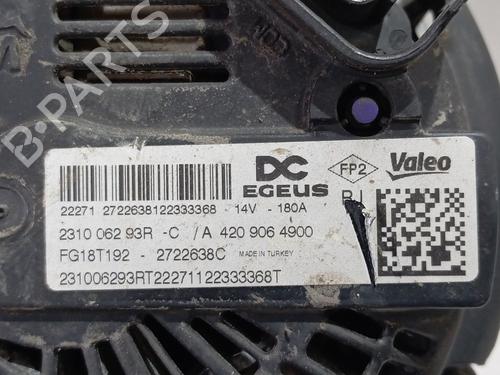 B-PARTS
DC
EGEUS
FP2
Valeo
22271 2722638122333368 - 14V - 180A
2310 062 93R -C / A 420 906 4900
FG18T192 - 2722638C MADE IN TURKEY
231006293RT22271122333368T